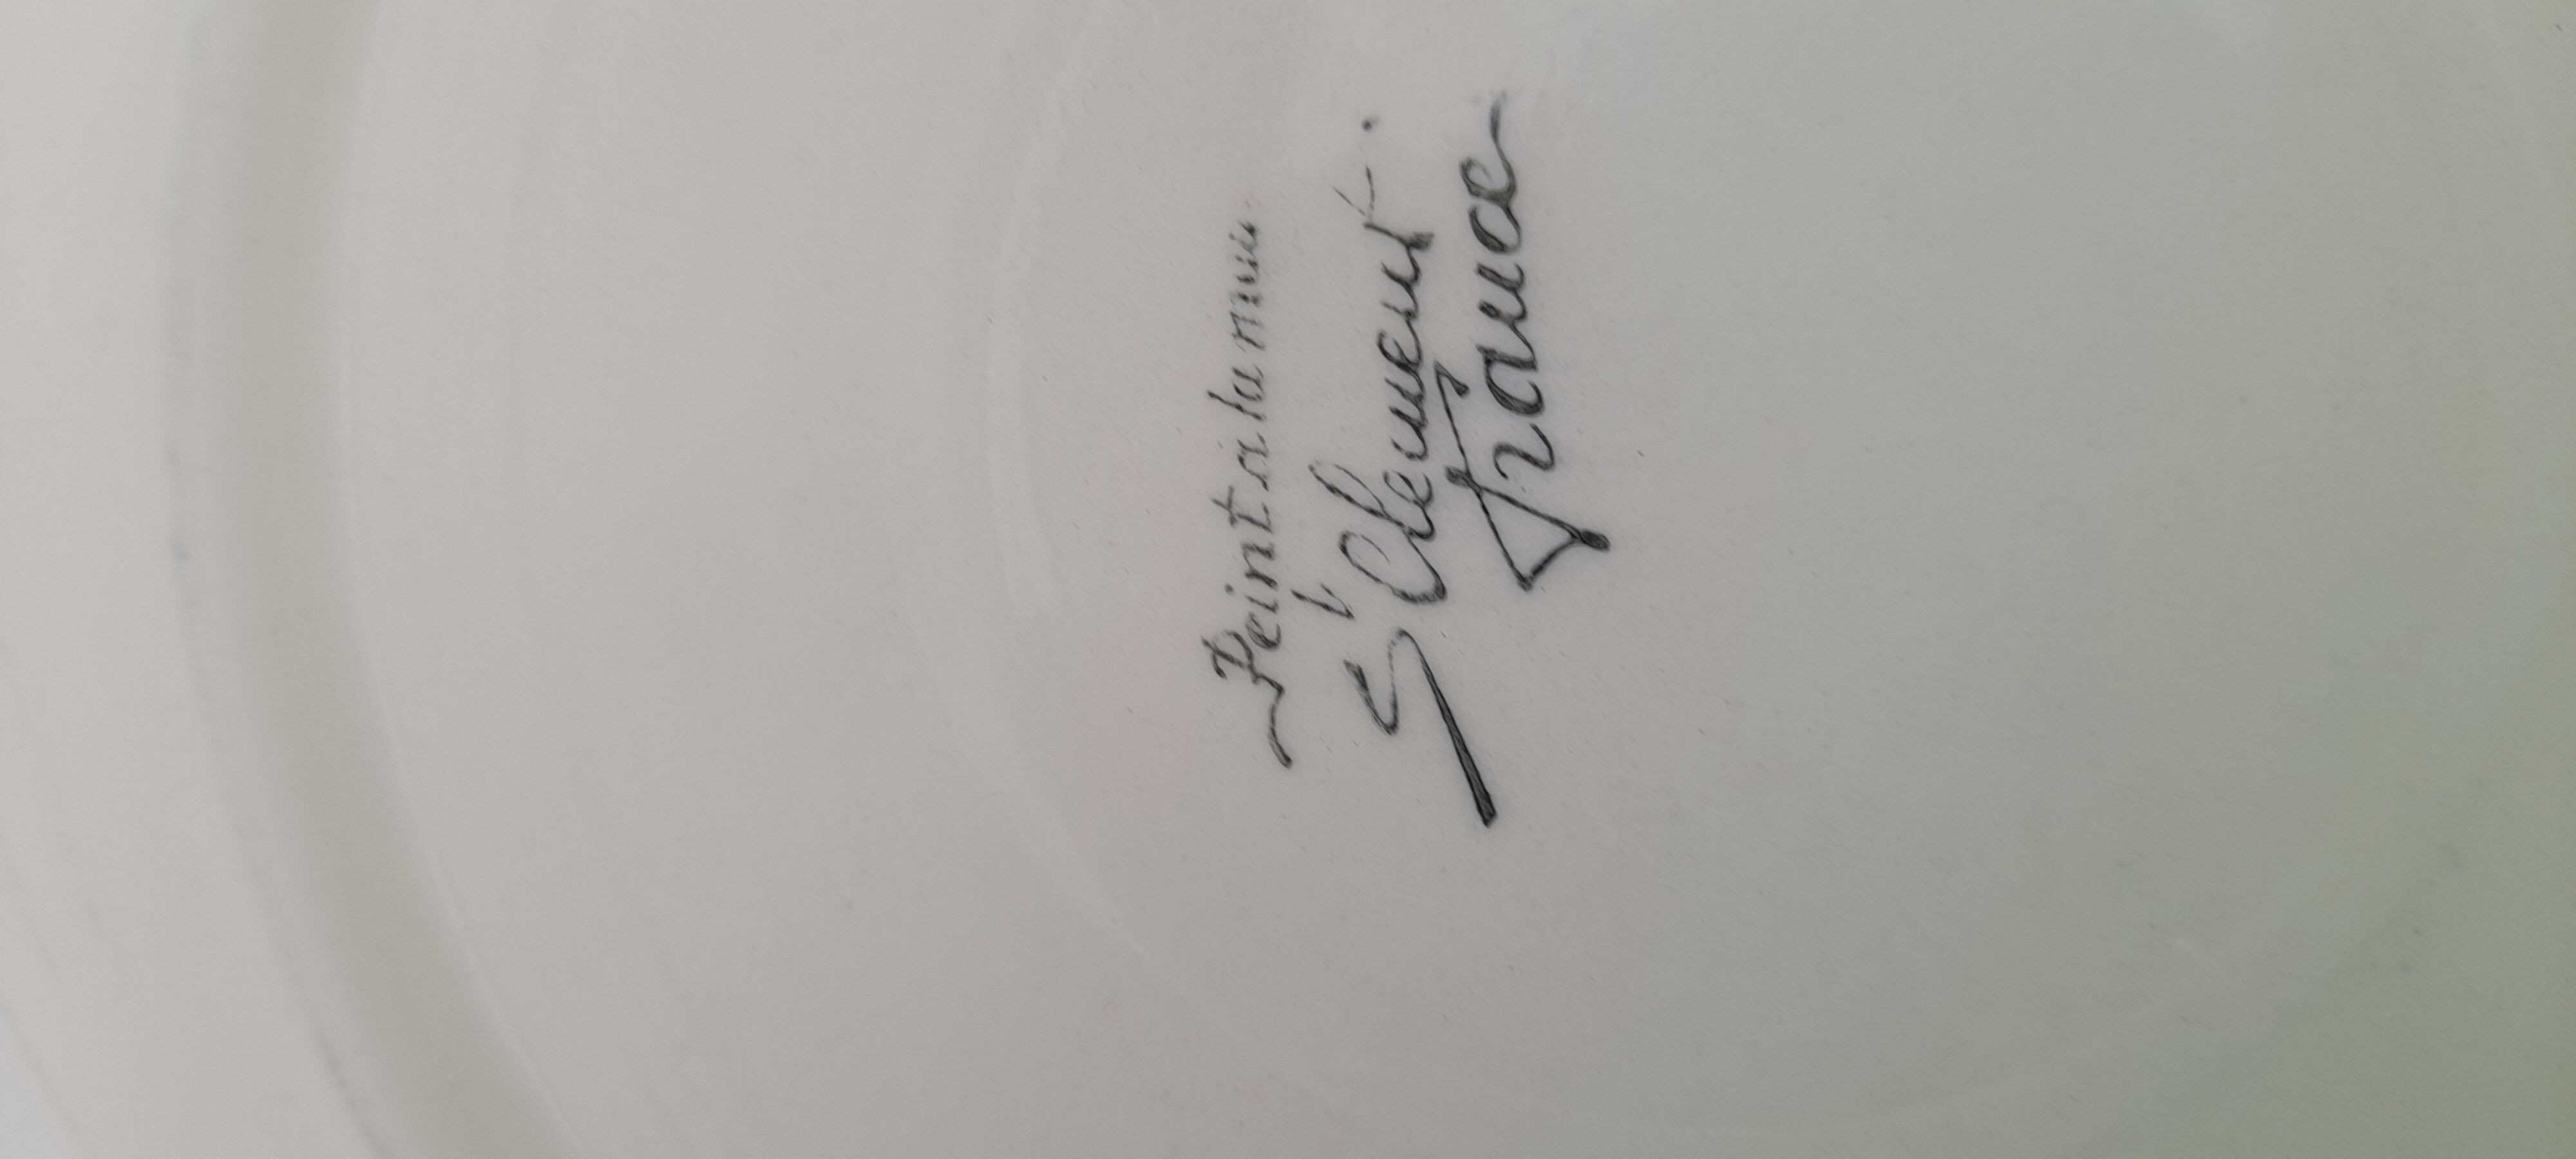 Peint à la main
St Clement.
France